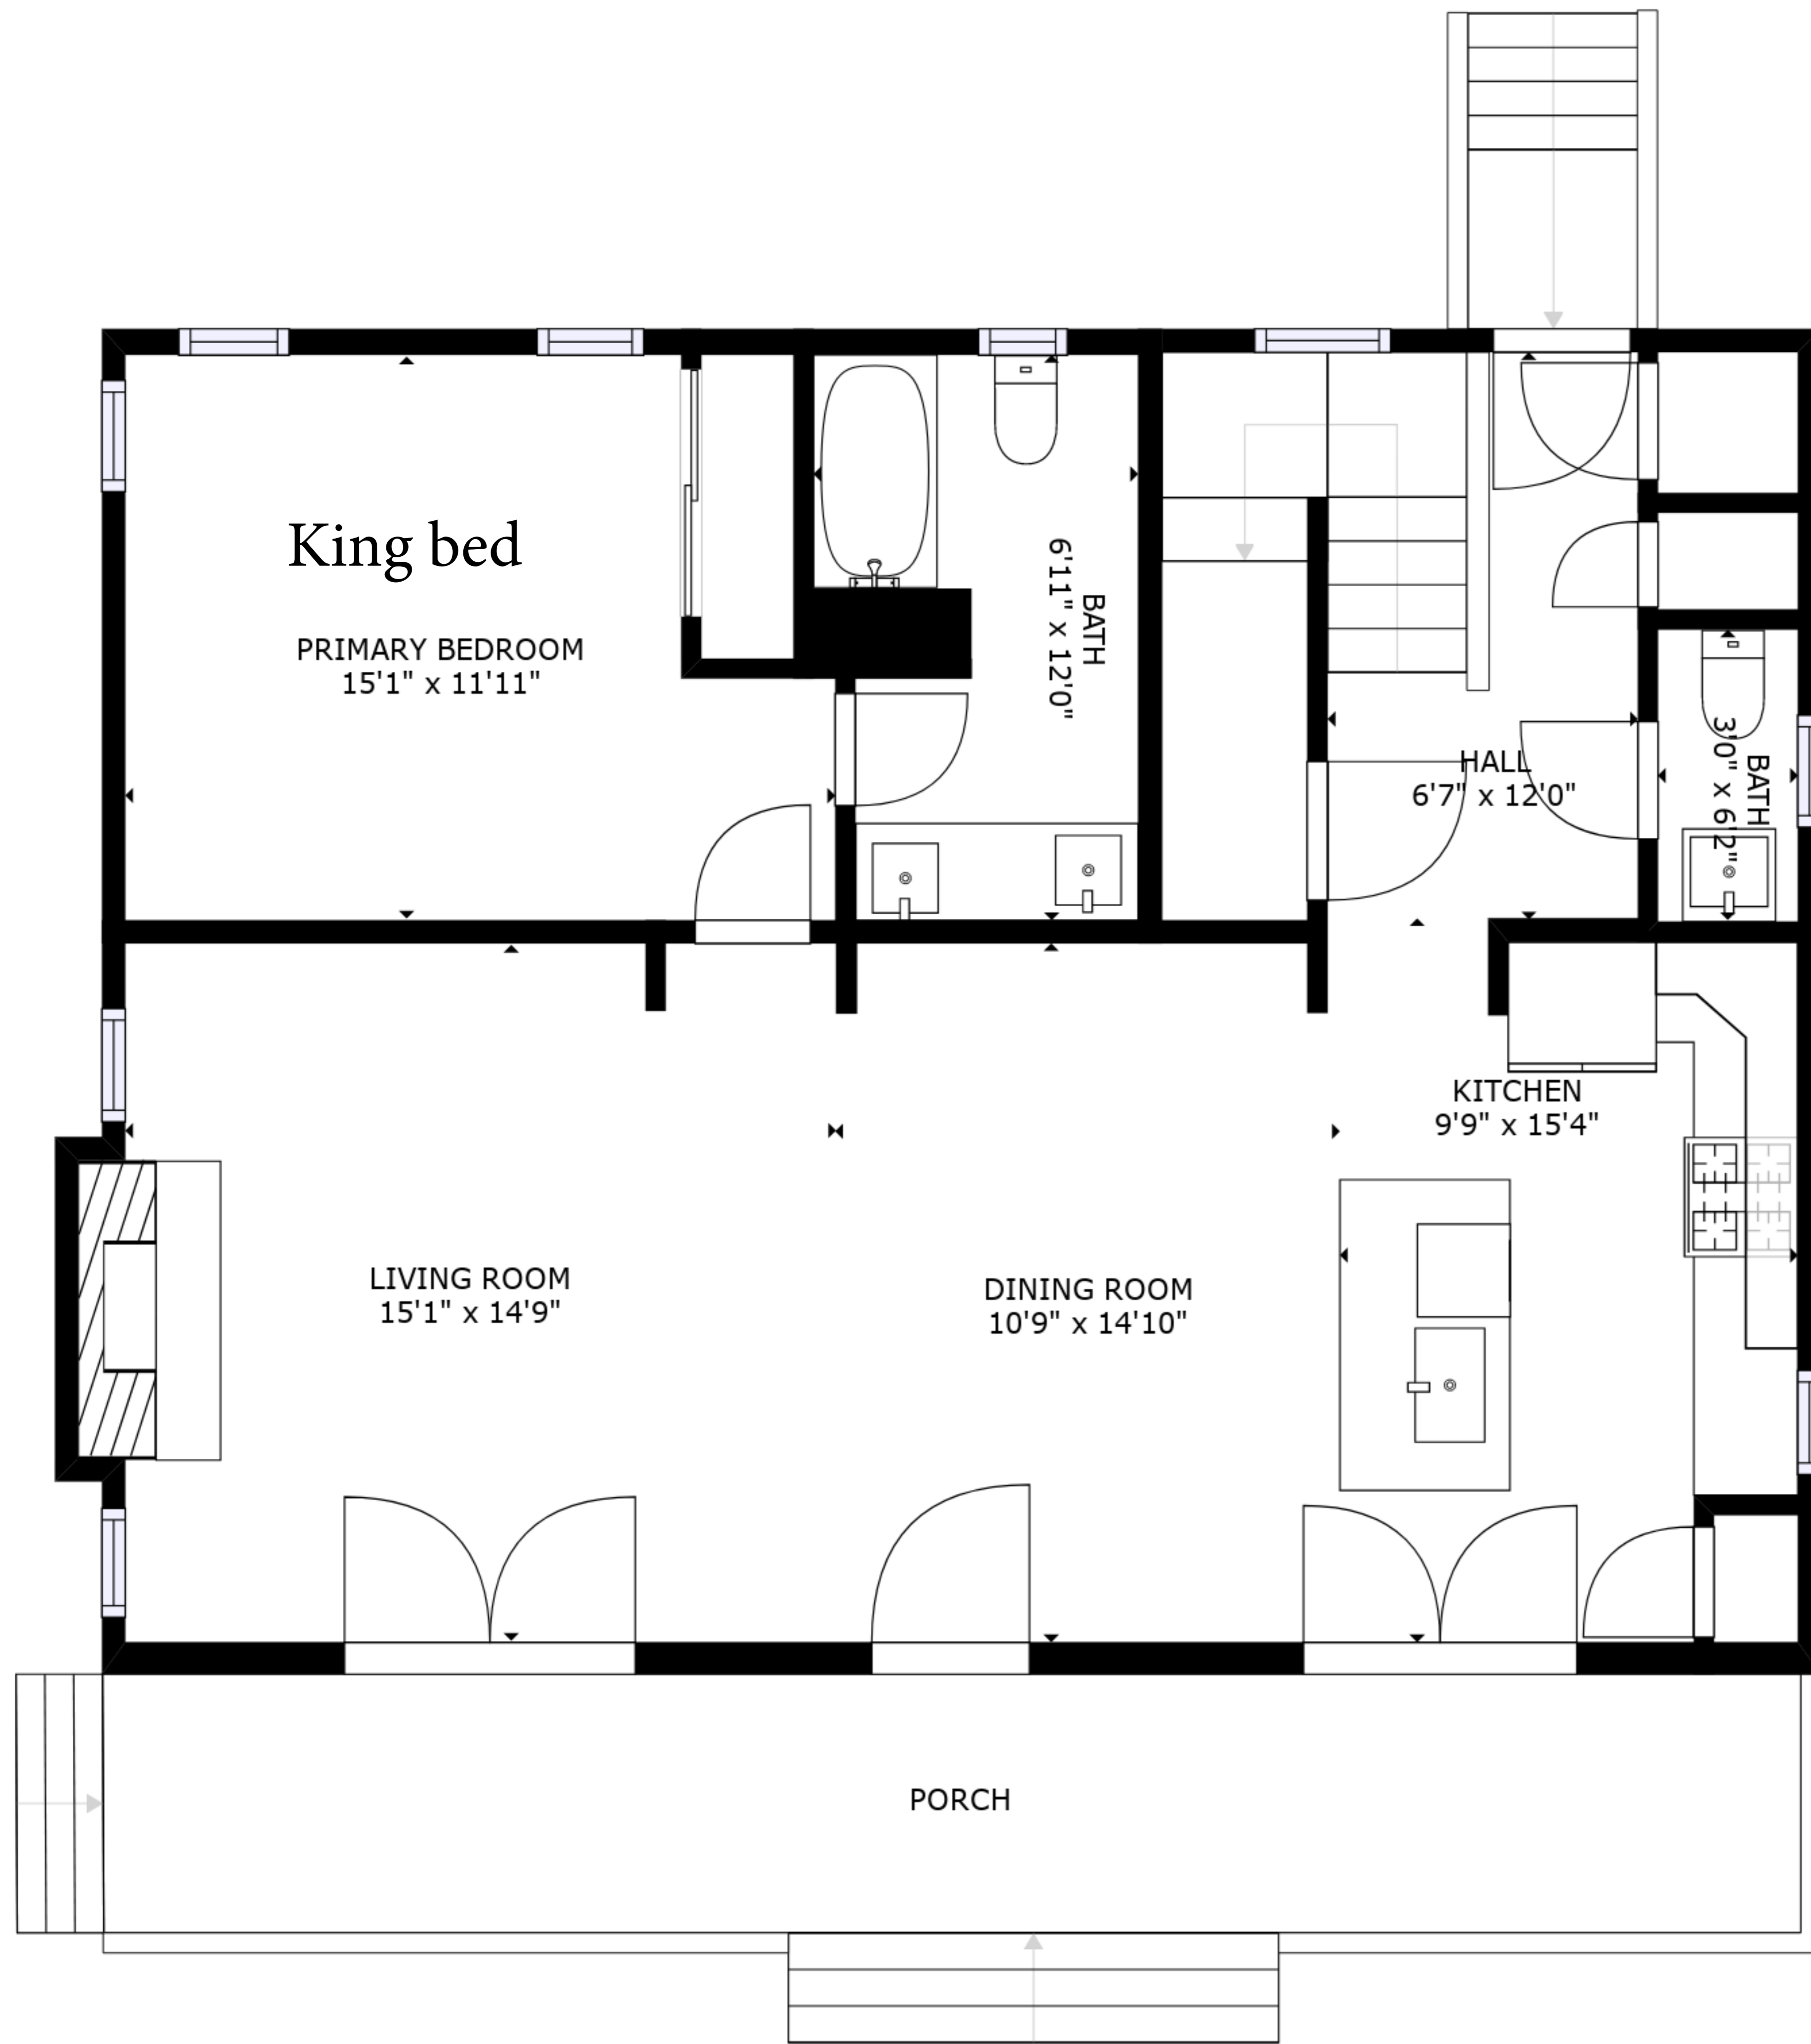 King bed
PRIMARY BEDROOM
15'1" x 11'11"
BATH
6'11" x 12'0"
HALL
6'7" x 12'0"
BATH
3'0" x 6'2"
KITCHEN
9'9" x 15'4"
LIVING ROOM
15'1" x 14'9"
DINING ROOM
10'9" x 14'10"
PORCH